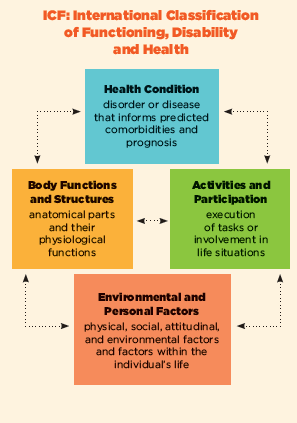 ICF: International Classification
of Functioning, Disability
and Health
Health Condition
disorder or disease
that informs predicted
comorbidities and
prognosis
Body Functions
and Structures
anatomical parts
and their
physiological
functions
Activities and
Participation
execution
of tasks or
involvement in
life situations
Environmental and
Personal Factors
physical, social, attitudinal,
and environmental factors
and factors within the
individual's life